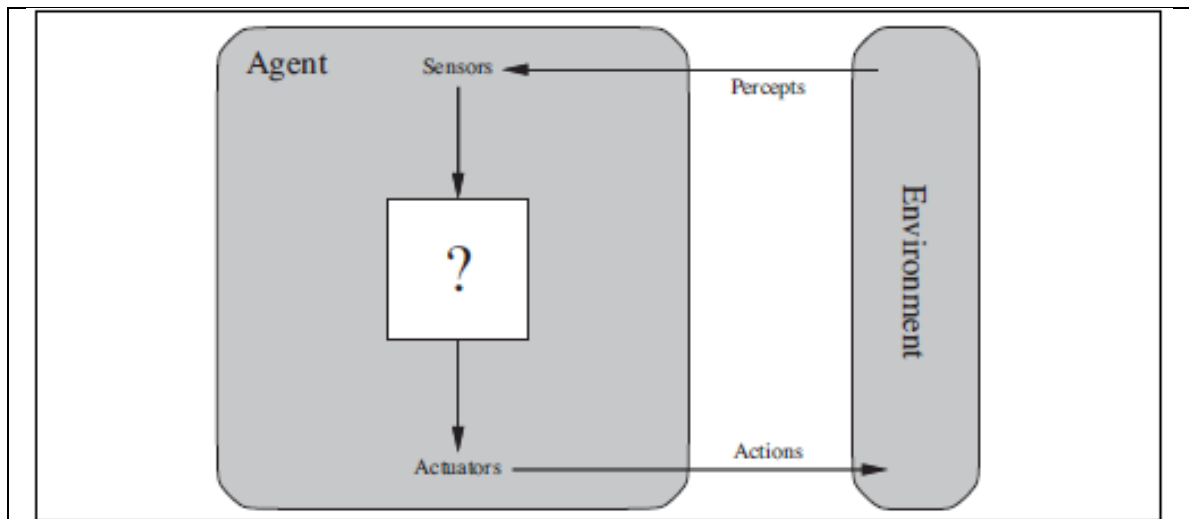 Agent
Sensors
Percepts
?
Environment
Actuators
Actions